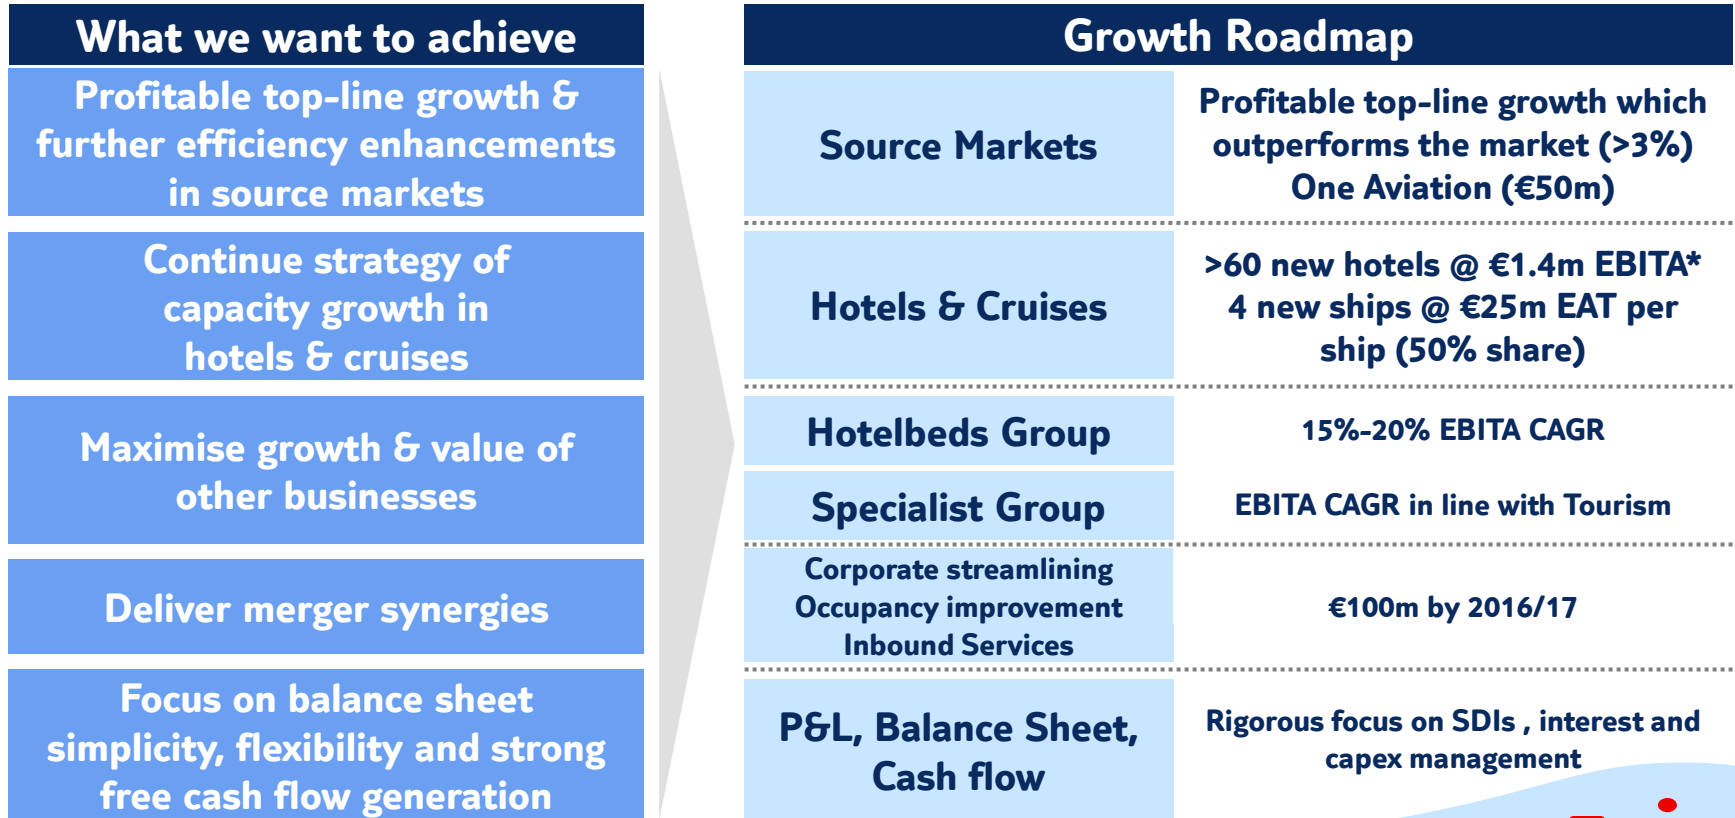 What we want to achieve
Profitable top-line growth &
further efficiency enhancements
in source markets
Continue strategy of
capacity growth in
hotels & cruises
Maximise growth & value of
other businesses
Deliver merger synergies
Focus on balance sheet
simplicity, flexibility and strong
free cash flow generation
Growth Roadmap
Source Markets
Profitable top-line growth which
outperforms the market (>3%)
One Aviation (€50m)
Hotels & Cruises
>60 new hotels @ €1.4m EBITA*
4 new ships @ €25m EAT per
ship (50% share)
Hotelbeds Group
15%-20% EBITA CAGR
Specialist Group
EBITA CAGR in line with Tourism
Corporate streamlining
Occupancy improvement
Inbound Services
€100m by 2016/17
P&L, Balance Sheet,
Cash flow
Rigorous focus on SDIs , interest and
capex management